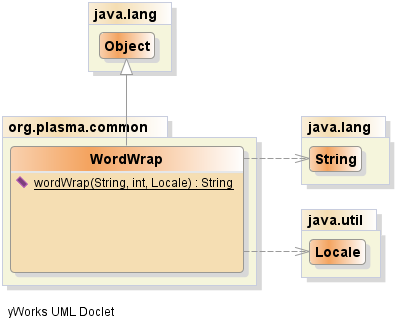 java.lang
Object
org.plasma.common
WordWrap
wordWrap(String, int, Locale) : String
java.lang
String
java.util
Locale
yWorks UML Doclet